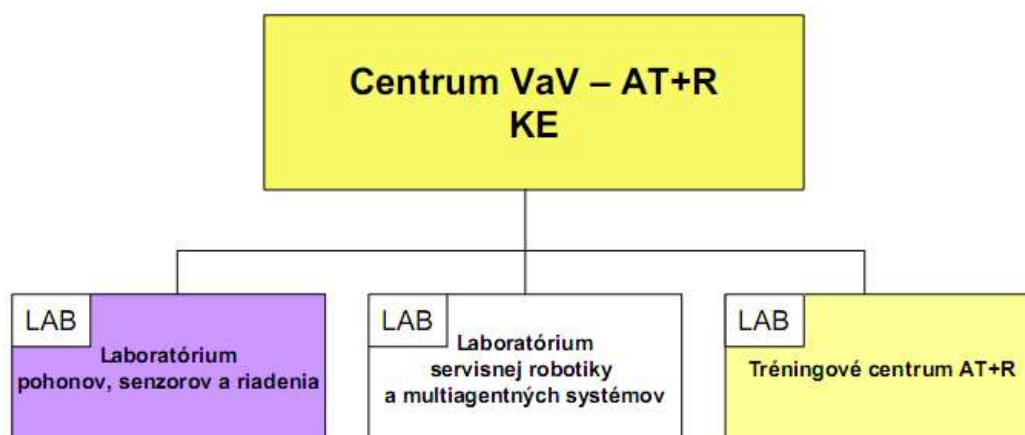 Centrum VaV – AT+R
KE
LAB
Laboratórium
pohonov, senzorov a riadenia
LAB
Laboratórium
servisnej robotiky
a multiagentných systémov
LAB
Tréningové centrum AT+R